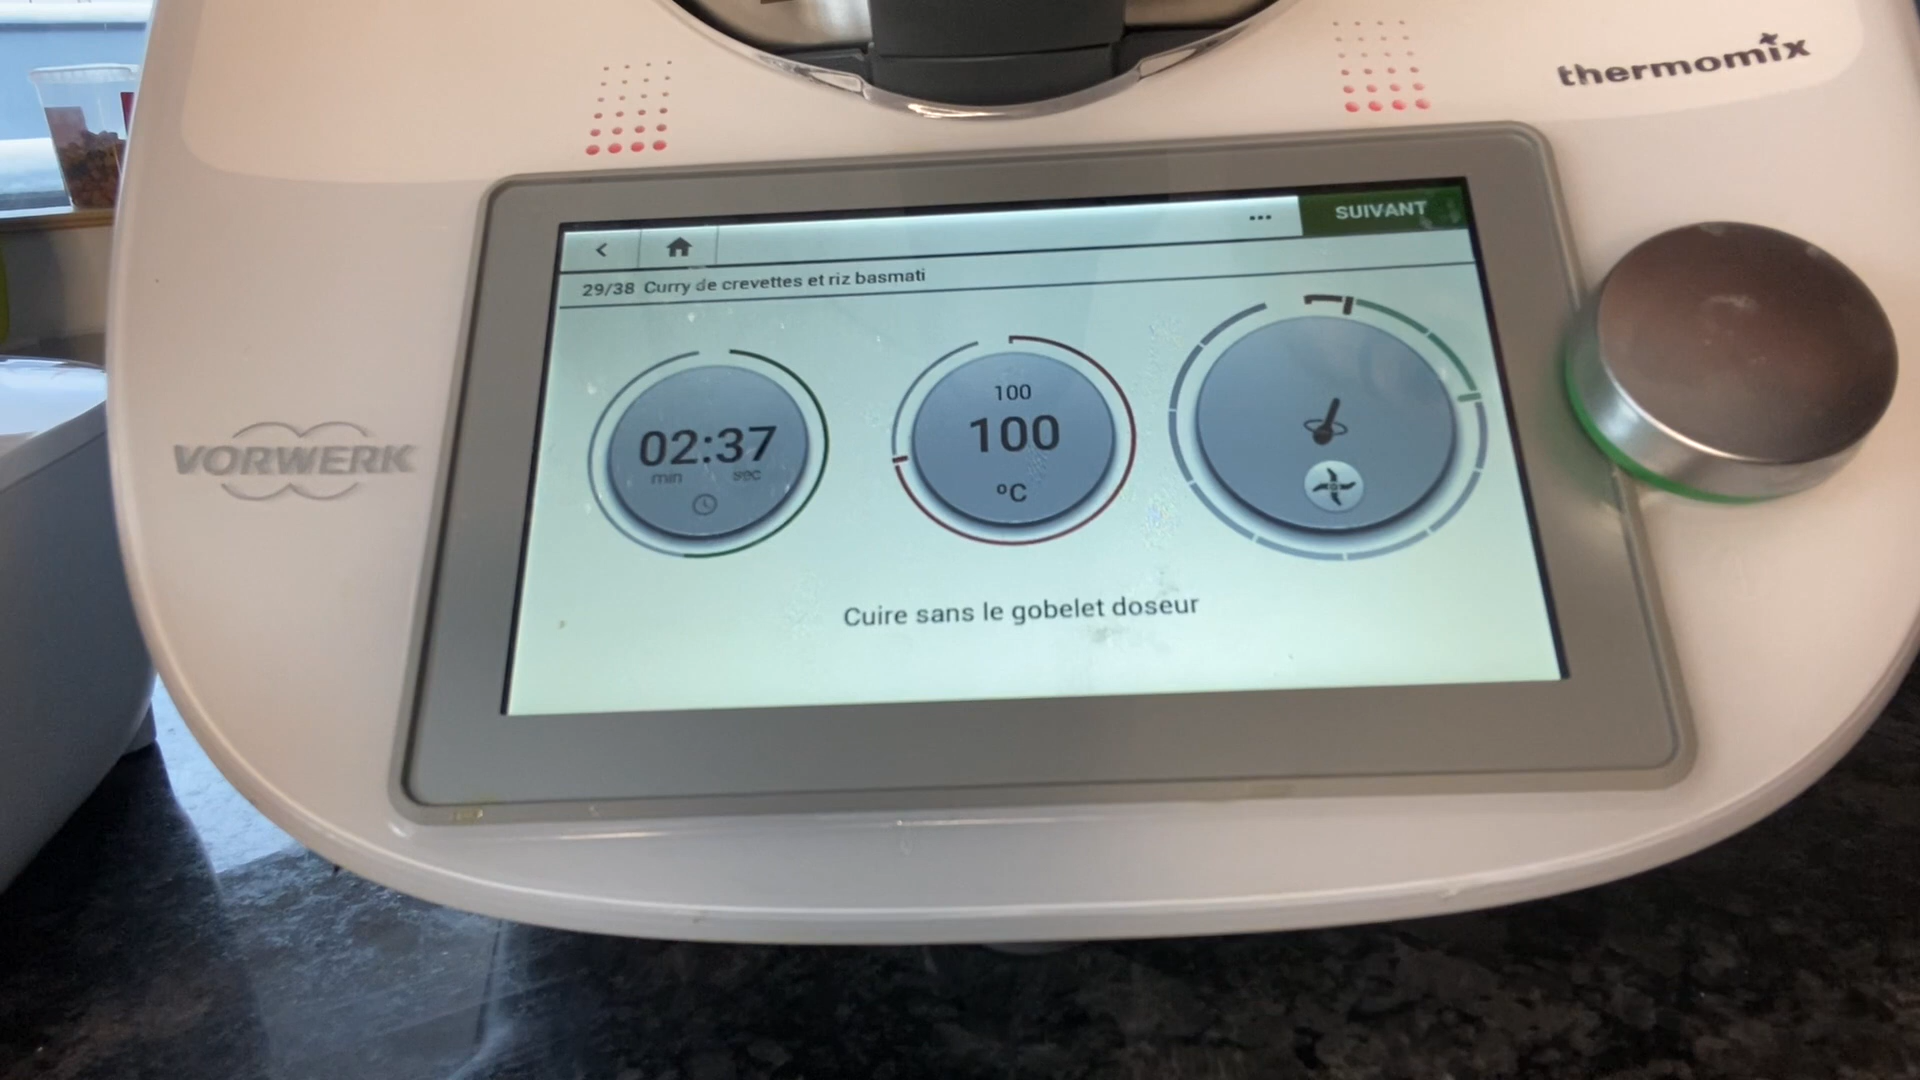 thermomix
VORWERK
... SUIVANT
29/38 Curry de crevettes et riz basmati
02:37
min sec
100
100
°C
Cuire sans le gobelet doseur